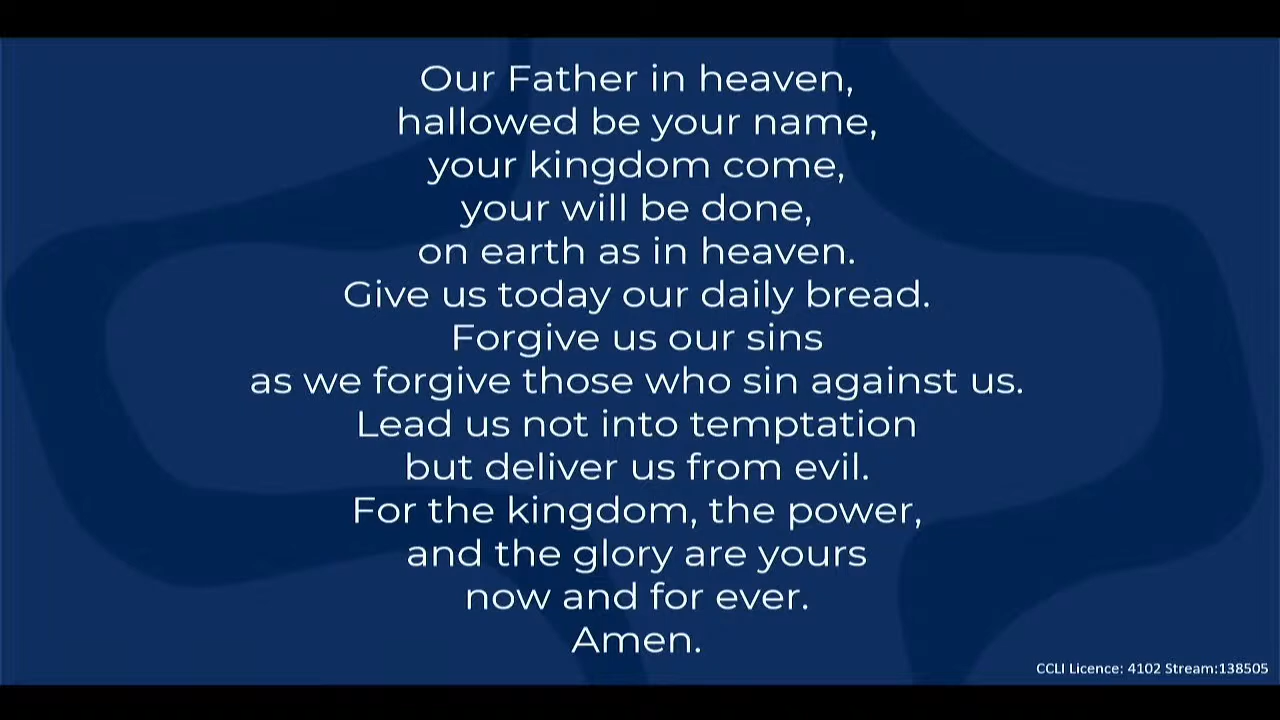 Our Father in heaven,
hallowed be your name,
your kingdom come,
your will be done,
on earth as in heaven.
Give us today our daily bread.
Forgive us our sins
as we forgive those who sin against us.
Lead us not into temptation
but deliver us from evil.
For the kingdom, the power,
and the glory are yours
now and for ever.
Amen.
CCLI Licence: 4102 Stream:138505